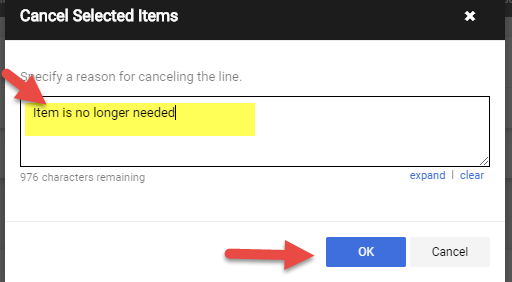 Cancel Selected Items ✖
Specify a reason for canceling the line.
Item is no longer needed
976 characters remaining expand | clear
OK Cancel